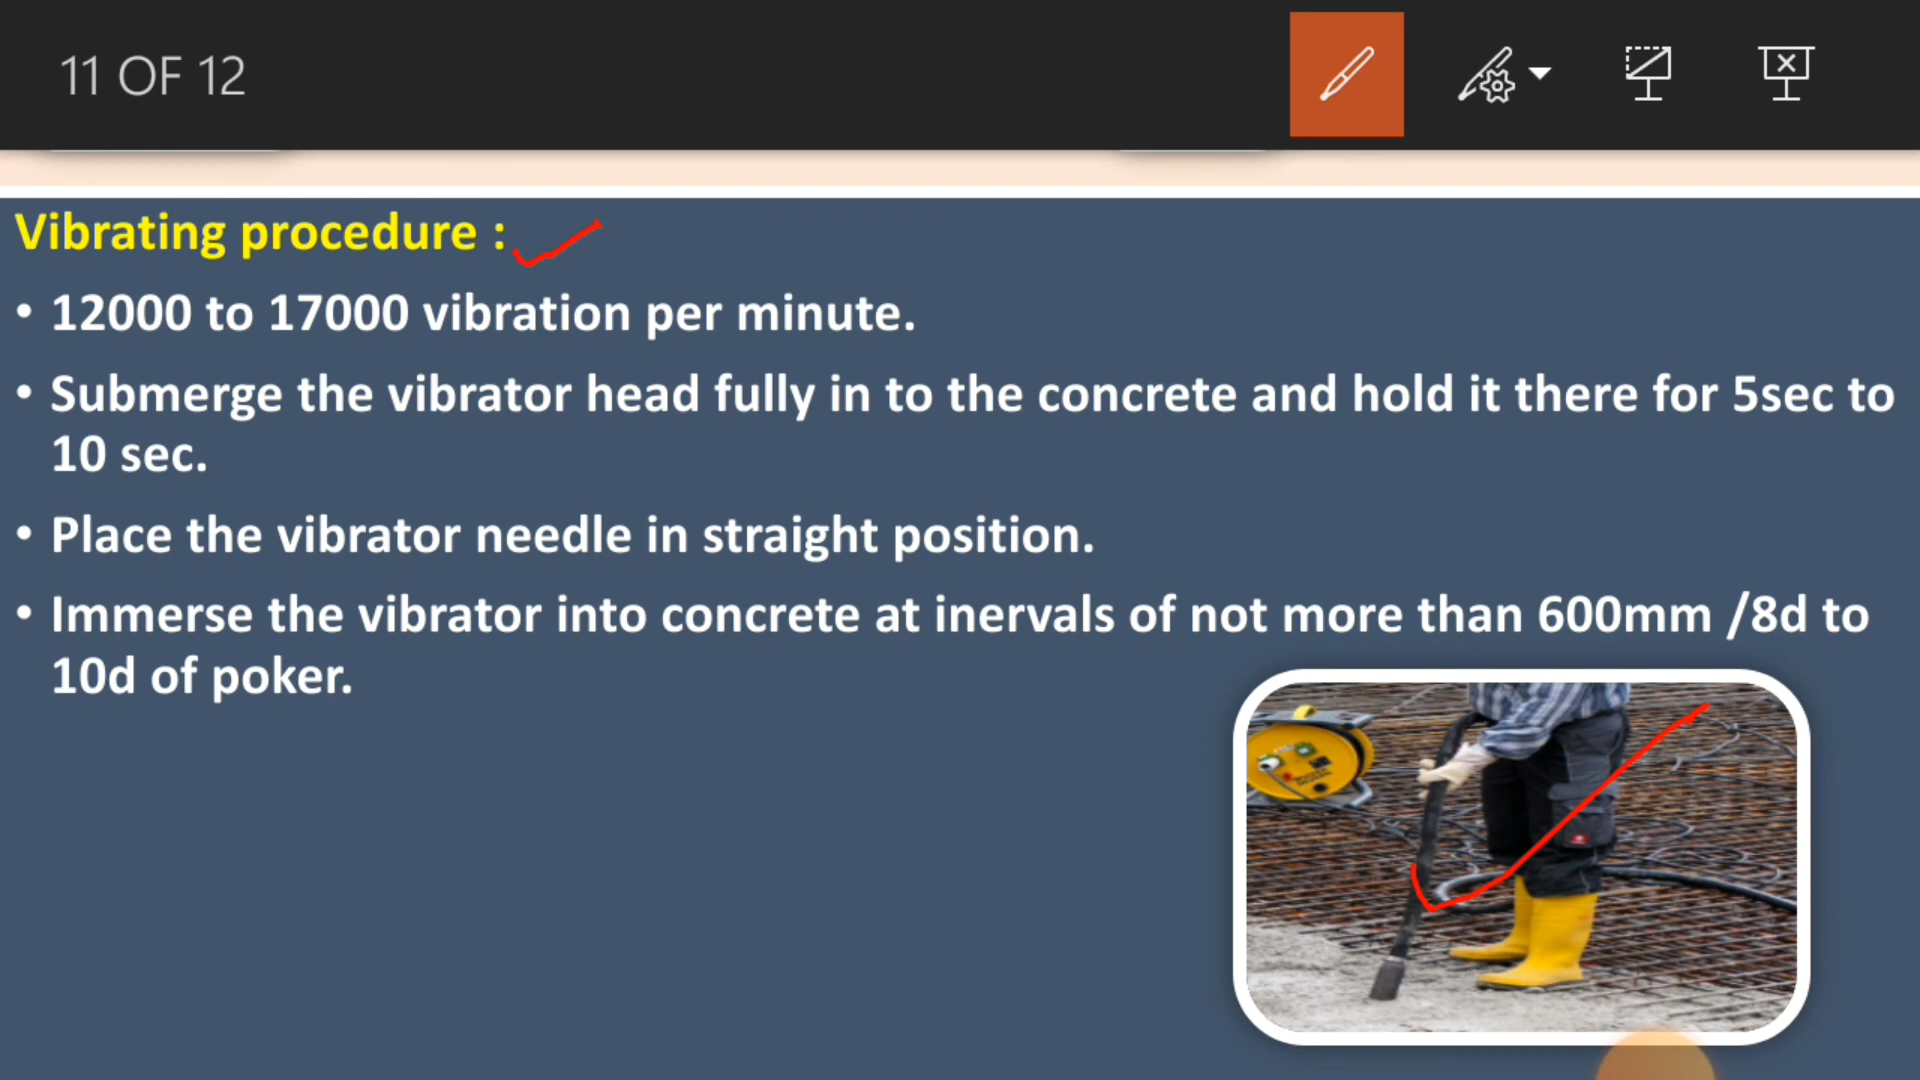 11 OF 12
Vibrating procedure :
• 12000 to 17000 vibration per minute.
• Submerge the vibrator head fully in to the concrete and hold it there for 5sec to
10 sec.
• Place the vibrator needle in straight position.
• Immerse the vibrator into concrete at inervals of not more than 600mm /8d to
10d of poker.